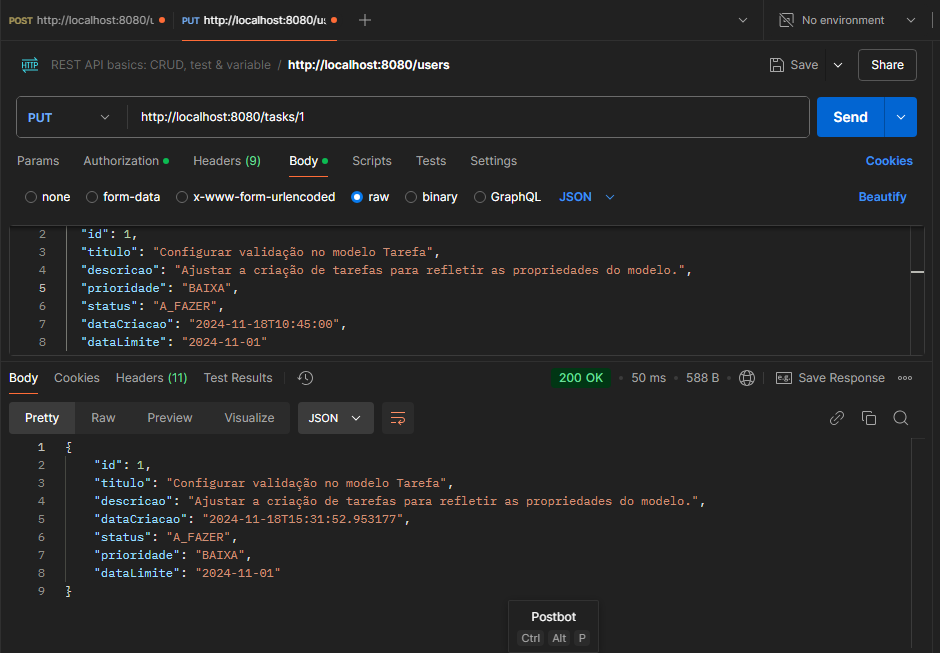 POST http://localhost:8080/u PUT http://localhost:8080/u No environment
HTTP REST API basics: CRUD, test & variable / http://localhost:8080/users Save Share
PUT http://localhost:8080/tasks/1 Send
Params Authorization Headers (9) Body Scripts Tests Settings Cookies
none form-data x-www-form-urlencoded raw binary GraphQL JSON Beautify
2 "id": 1,
3 "titulo": "Configurar validação no modelo Tarefa",
4 "descricao": "Ajustar a criação de tarefas para refletir as propriedades do modelo.",
5 "prioridade": "BAIXA",
6 "status": "A_FAZER",
7 "dataCriacao": "2024-11-18T10:45:00",
8 "dataLimite": "2024-11-01"
Body Cookies Headers (11) Test Results 200 OK • 50 ms • 588 B e.g. Save Response
Pretty Raw Preview Visualize JSON
1 {
2 "id": 1,
3 "titulo": "Configurar validação no modelo Tarefa",
4 "descricao": "Ajustar a criação de tarefas para refletir as propriedades do modelo.",
5 "dataCriacao": "2024-11-18T15:31:52.953177",
6 "status": "A_FAZER",
7 "prioridade": "BAIXA",
8 "dataLimite": "2024-11-01"
9 }
Postbot
Ctrl Alt P